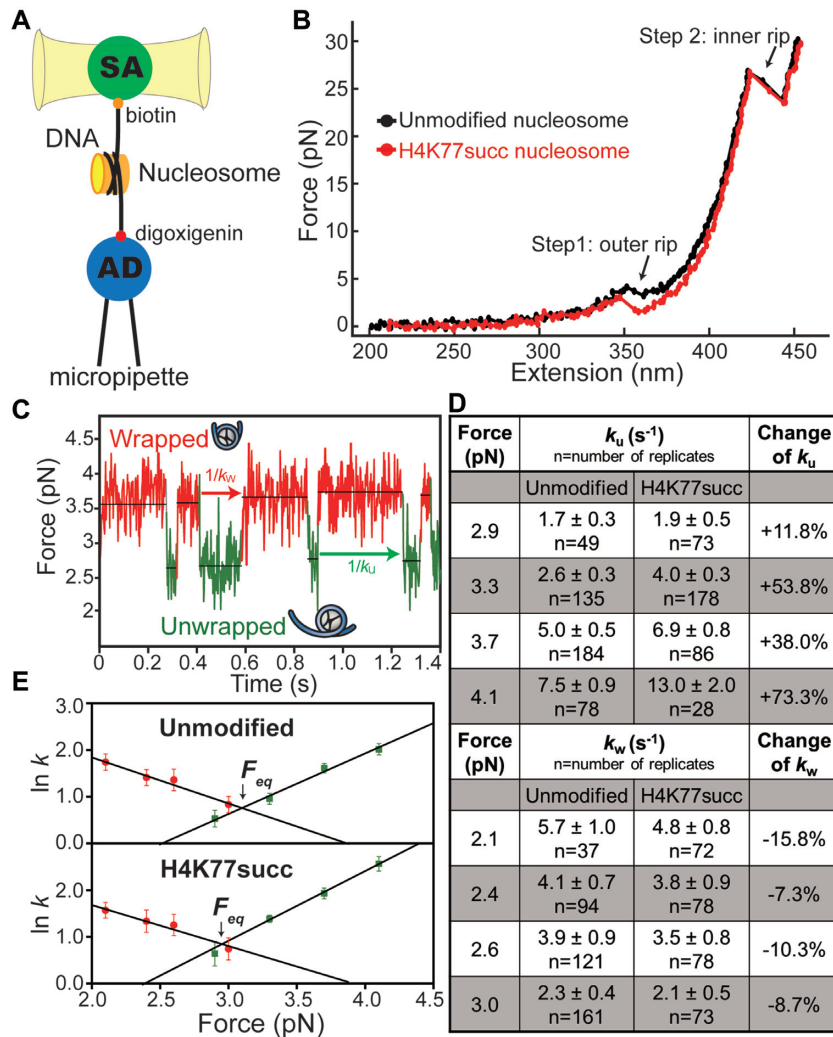 A
SA
biotin
DNA
Nucleosome
digoxigenin
AD
micropipette
B
Step 2: inner rip
Unmodified nucleosome
H4K77succ nucleosome
Step1: outer rip
Force (pN)
30
25
20
15
10
5
0
200 250 300 350 400 450
Extension (nm)
C
Wrapped
1/kw
1/ku
Unwrapped
Force (pN)
4.5
4
3.5
3
2.5
2
0 0.2 0.4 0.6 0.8 1.0 1.2 1.4
Time (s)
D
Force (pN) ku (s-1) n=number of replicates Change of ku
Unmodified H4K77succ
2.9 1.7 ± 0.3 n=49 1.9 ± 0.5 n=73 +11.8%
3.3 2.6 ± 0.3 n=135 4.0 ± 0.3 n=178 +53.8%
3.7 5.0 ± 0.5 n=184 6.9 ± 0.8 n=86 +38.0%
4.1 7.5 ± 0.9 n=78 13.0 ± 2.0 n=28 +73.3%
Force (pN) kw (s-1) n=number of replicates Change of kw
Unmodified H4K77succ
2.1 5.7 ± 1.0 n=37 4.8 ± 0.8 n=72 -15.8%
2.4 4.1 ± 0.7 n=94 3.8 ± 0.9 n=78 -7.3%
2.6 3.9 ± 0.9 n=121 3.5 ± 0.8 n=78 -10.3%
3.0 2.3 ± 0.4 n=161 2.1 ± 0.5 n=73 -8.7%
E
Unmodified
Feq
ln k
3.0
2.0
1.0
0.0
H4K77succ
Feq
ln k
2.0
1.0
0.0
2.0 2.5 3.0 3.5 4.0 4.5
Force (pN)